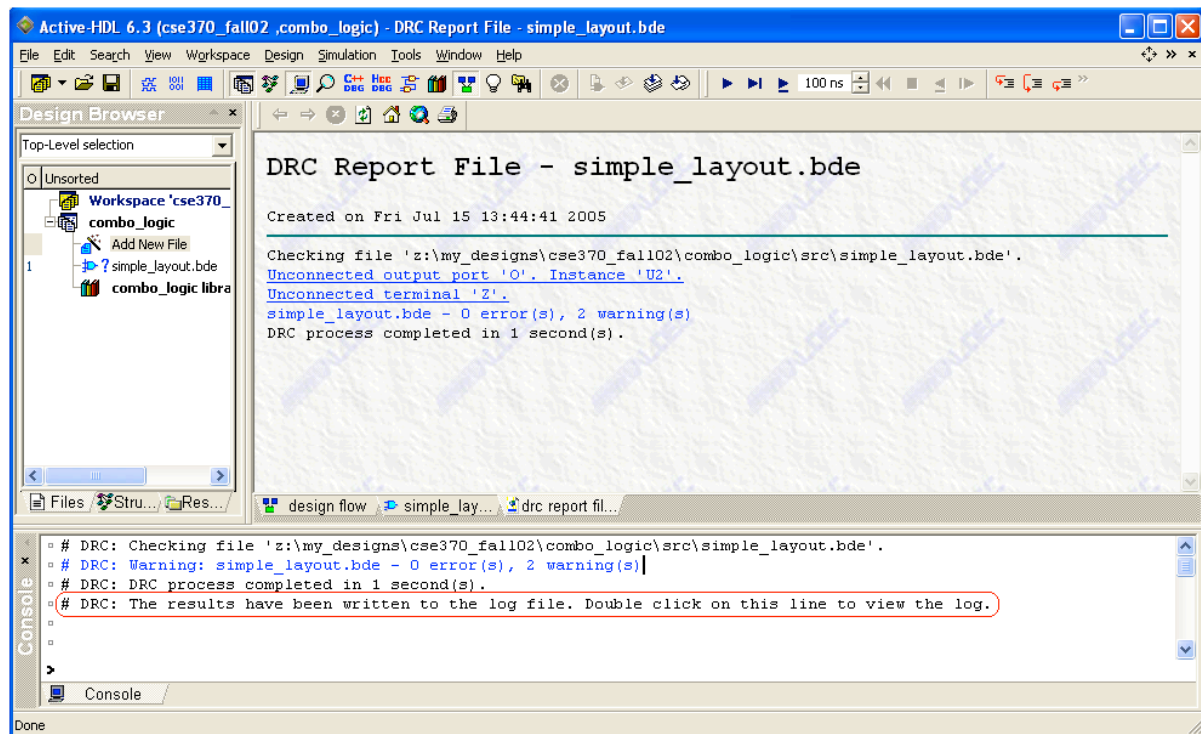 Active-HDL 6.3 (cse370_fall02 ,combo_logic) - DRC Report File - simple_layout.bde
File Edit Search View Workspace Design Simulation Tools Window Help
C++ DBG HCC DBG 100 ns
Design Browser
Top-Level selection
O Unsorted
Workspace 'cse370_
combo_logic
Add New File
1 ? simple_layout.bde
combo_logic libra
Files Stru... Res...
DRC Report File - simple_layout.bde
Created on Fri Jul 15 13:44:41 2005
Checking file 'z:\my_designs\cse370_fall02\combo_logic\src\simple_layout.bde'.
Unconnected output port 'O'. Instance 'U2'.
Unconnected terminal 'Z'.
simple_layout.bde - 0 error(s), 2 warning(s)
DRC process completed in 1 second(s).
design flow simple_lay... drc report fil...
# DRC: Checking file 'z:\my_designs\cse370_fall02\combo_logic\src\simple_layout.bde'.
# DRC: Warning: simple_layout.bde - 0 error(s), 2 warning(s)
# DRC: DRC process completed in 1 second(s).
# DRC: The results have been written to the log file. Double click on this line to view the log.
>
Console
Console
Done